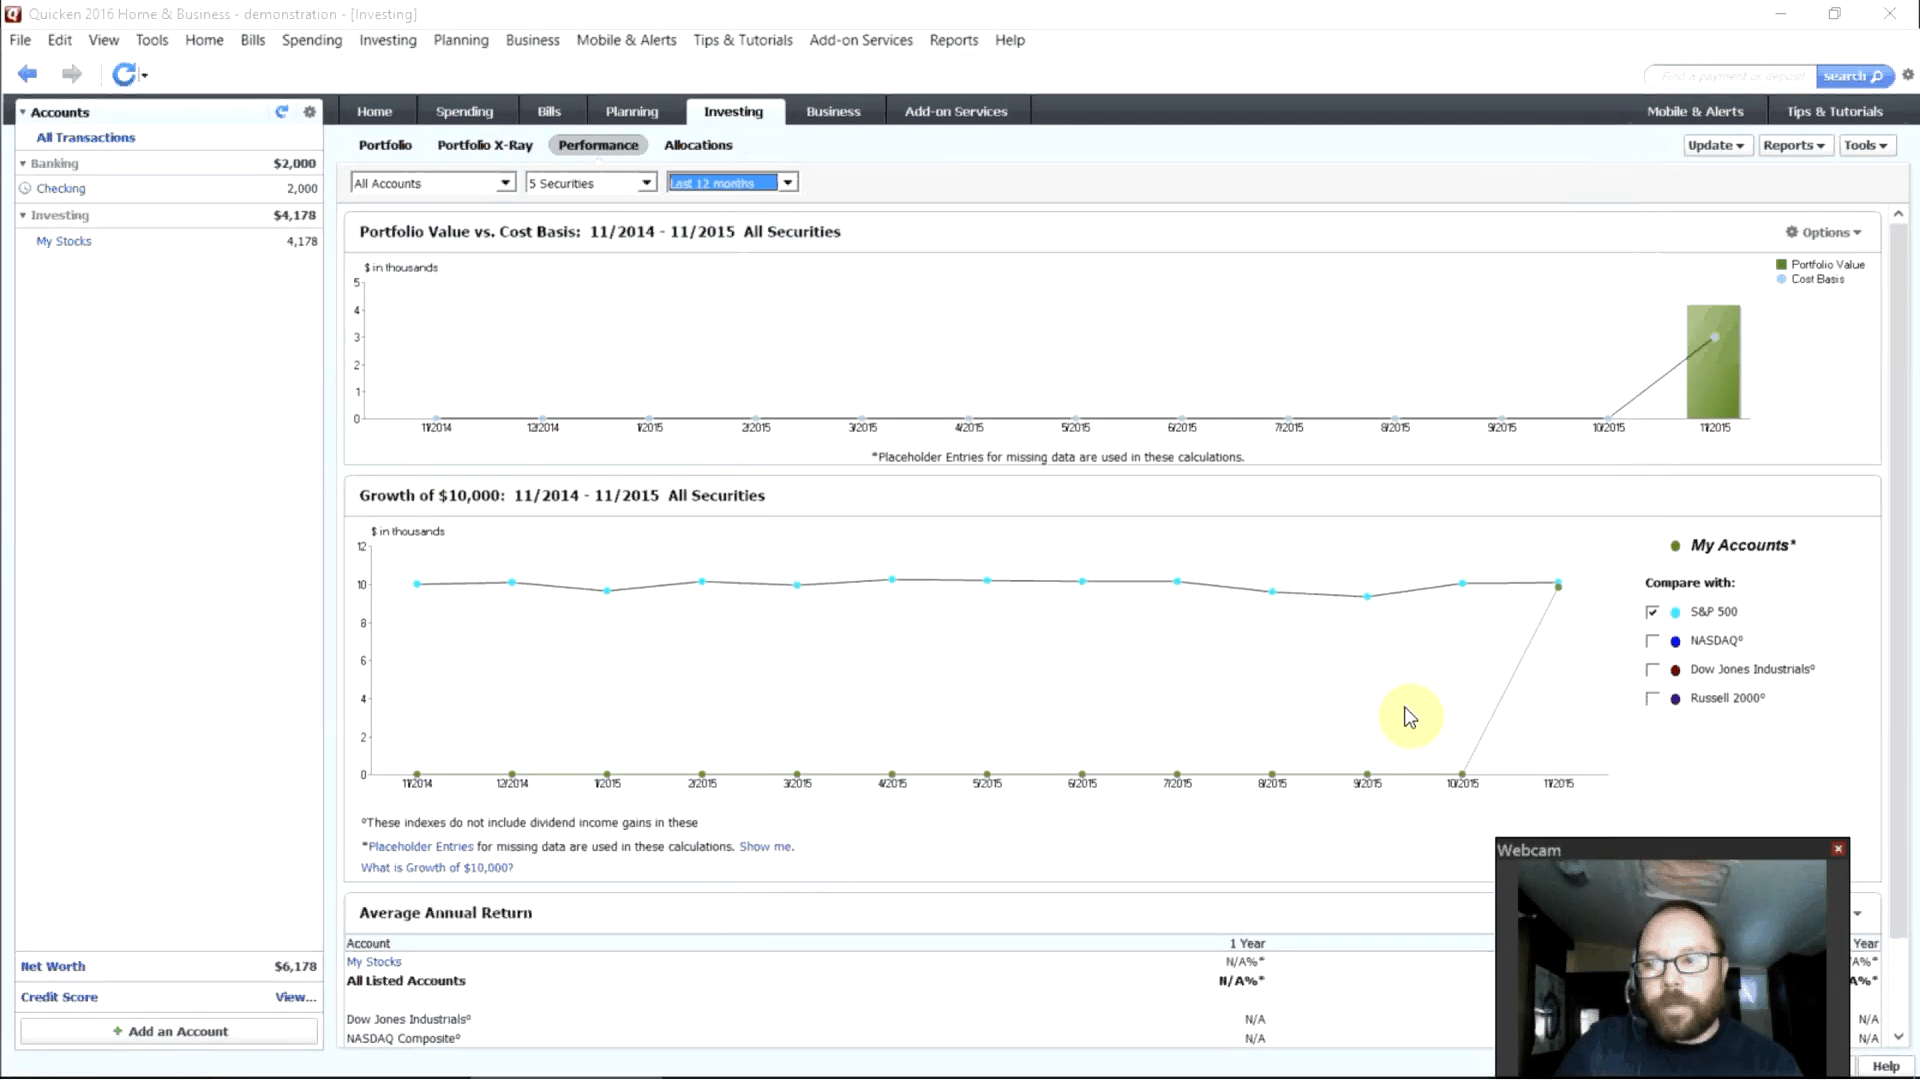 Quicken 2016 Home & Business - demonstration - [Investing]
File Edit View Tools Home Bills Spending Investing Planning Business Mobile & Alerts Tips & Tutorials Add-on Services Reports Help
Find a payment or deposit search
Accounts
Home Spending Bills Planning Investing Business Add-on Services Mobile & Alerts Tips & Tutorials
All Transactions
Portfolio Portfolio X-Ray Performance Allocations Update Reports Tools
Banking $2,000
Checking 2,000
All Accounts 5 Securities Last 12 months
Investing $4,178
My Stocks 4,178
Portfolio Value vs. Cost Basis: 11/2014 - 11/2015 All Securities
Options
$ in thousands
Portfolio Value
Cost Basis
5
4
3
2
1
0
11/2014 12/2014 1/2015 2/2015 3/2015 4/2015 5/2015 6/2015 7/2015 8/2015 9/2015 10/2015 11/2015
*Placeholder Entries for missing data are used in these calculations.
Growth of $10,000: 11/2014 - 11/2015 All Securities
$ in thousands
12
10
8
6
4
2
0
11/2014 12/2014 1/2015 2/2015 3/2015 4/2015 5/2015 6/2015 7/2015 8/2015 9/2015 10/2015 11/2015
My Accounts*
Compare with:
S&P 500
NASDAQº
Dow Jones Industrialsº
Russell 2000º
ºThese indexes do not include dividend income gains in these
*Placeholder Entries for missing data are used in these calculations. Show me.
What is Growth of $10,000?
Webcam
Average Annual Return
Account 1 Year Year
My Stocks N/A%* /A%*
All Listed Accounts N/A%* A%*
Dow Jones Industrialsº N/A N/A
NASDAQ Compositeº N/A N/A
Net Worth $6,178
Credit Score View...
+ Add an Account
Help